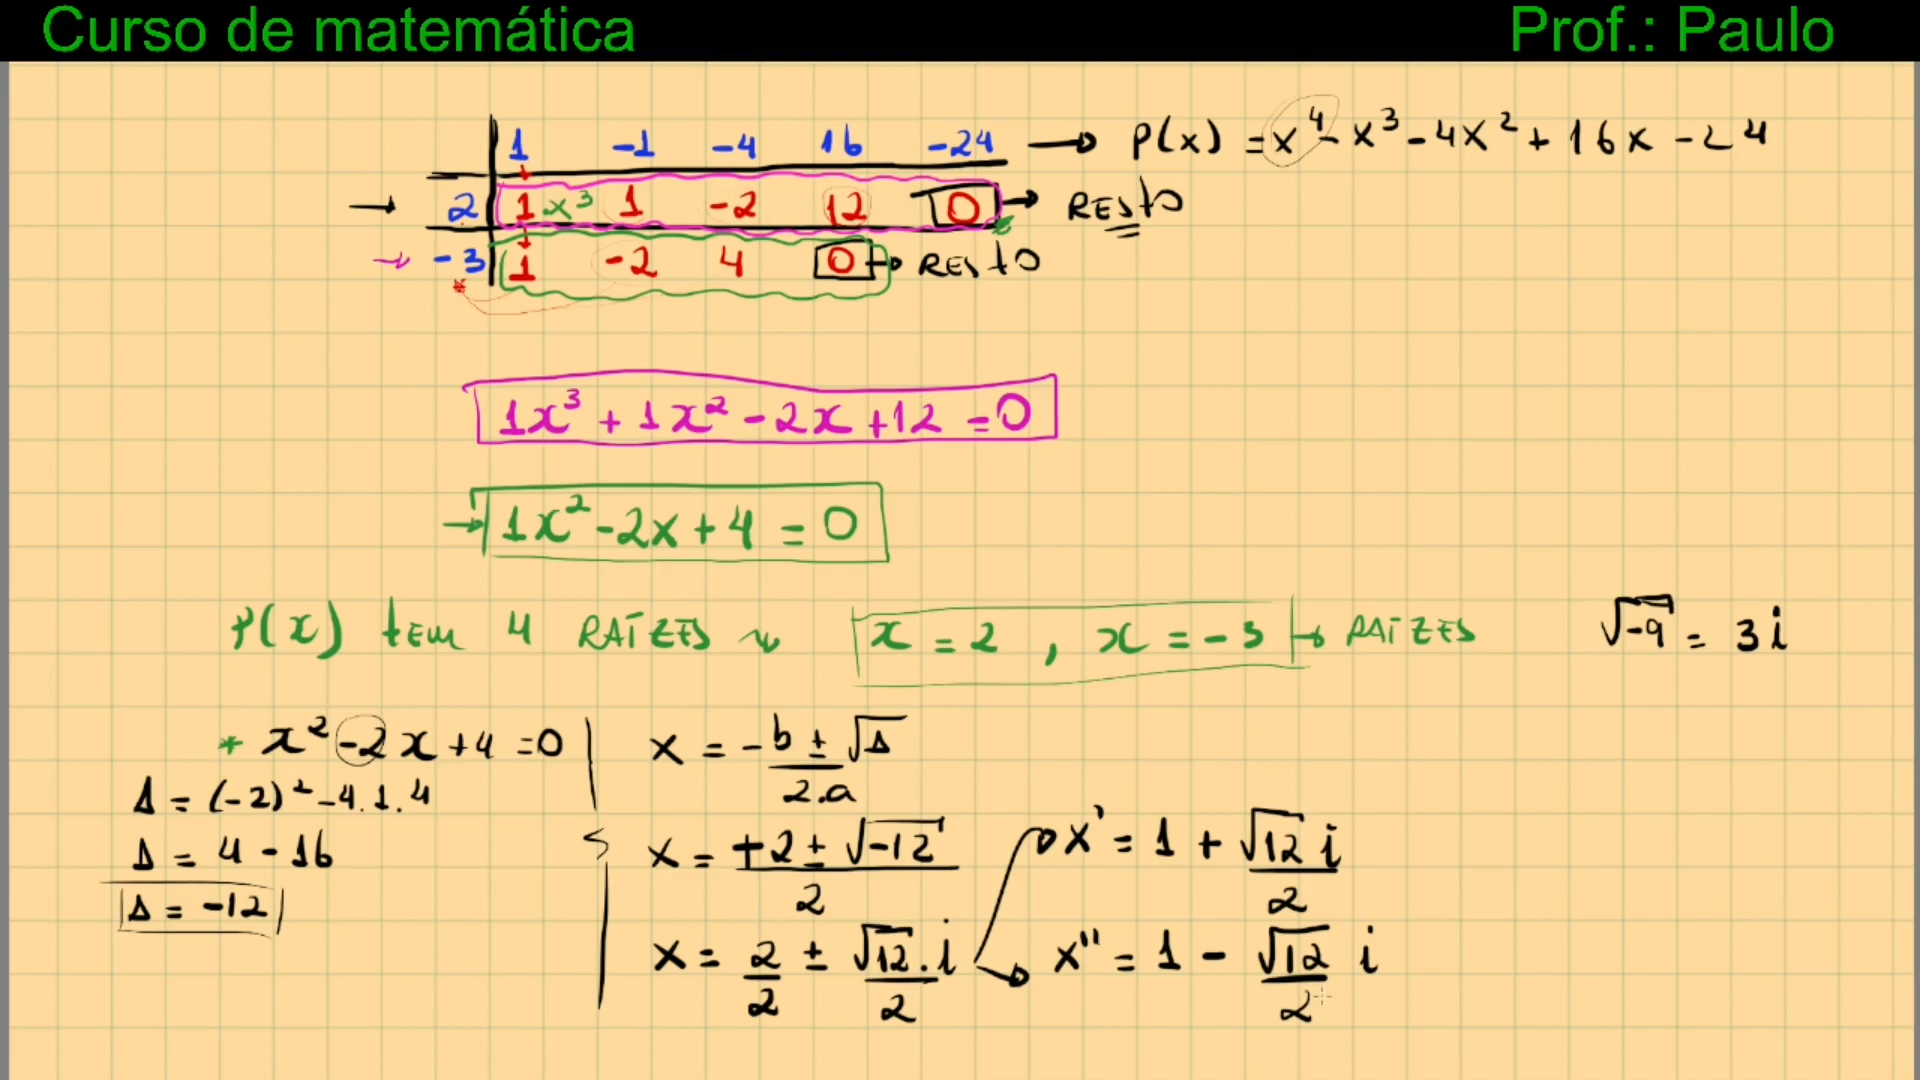 Curso de matemática Prof.: Paulo
1 -1 -4 16 -24 → P(x) = x⁴ - x³ - 4x² + 16x - 24
→ 2 1 x³ 1 -2 12 0 → RESTO
→ -3 1 -2 4 0 → RESTO
*
1x³ + 1x² - 2x + 12 = 0
→ 1x² - 2x + 4 = 0
P(x) tem 4 RAÍZES x = 2 , x = -3 → RAÍZES √-9 = 3i
* x² - 2x + 4 = 0 x = -b ± √Δ / 2.a
Δ = (-2)² - 4.1.4
Δ = 4 - 16 x = +2 ± √-12 / 2 x' = 1 + √12 i / 2
Δ = -12
x = 2/2 ± √12 . i / 2 x'' = 1 - √12/2 i